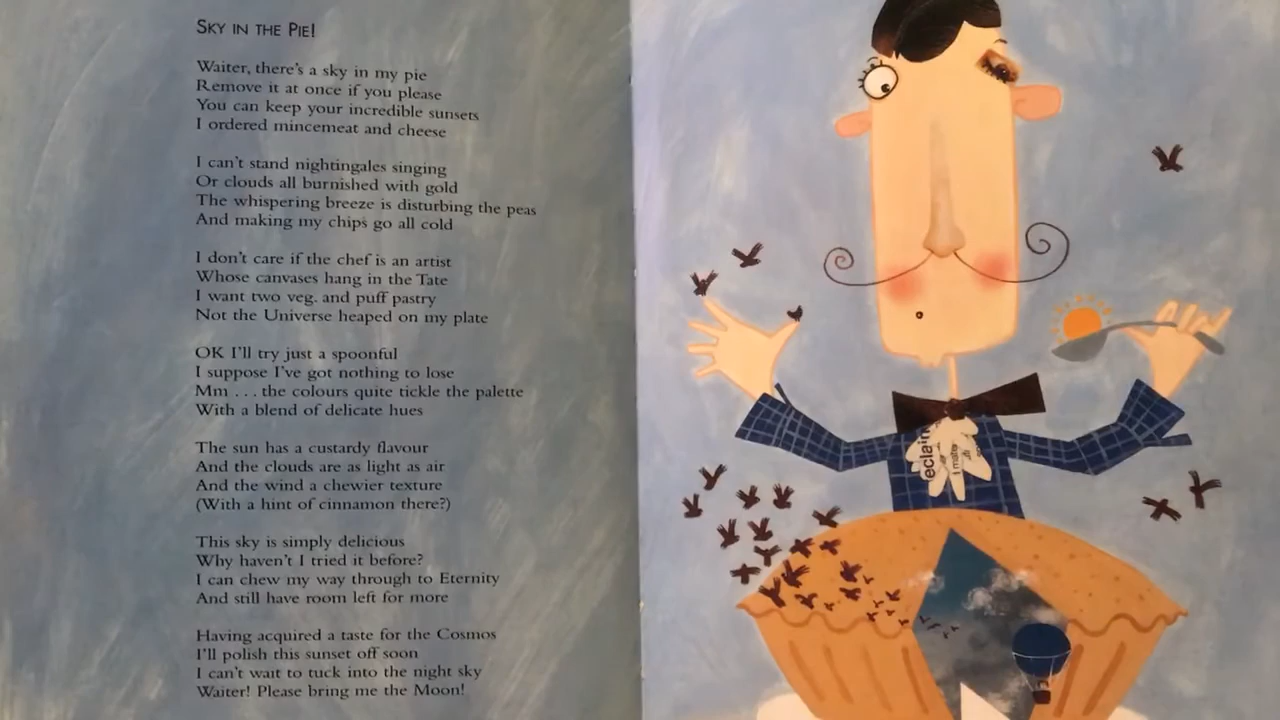 SKY IN THE PIE!
Waiter, there's a sky in my pie
Remove it at once if you please
You can keep your incredible sunsets
I ordered mincemeat and cheese
I can't stand nightingales singing
Or clouds all burnished with gold
The whispering breeze is disturbing the peas
And making my chips go all cold
I don't care if the chef is an artist
Whose canvases hang in the Tate
I want two veg. and puff pastry
Not the Universe heaped on my plate
OK I'll try just a spoonful
I suppose I've got nothing to lose
Mm . . . the colours quite tickle the palette
With a blend of delicate hues
The sun has a custardy flavour
And the clouds are as light as air
And the wind a chewier texture
(With a hint of cinnamon there?)
This sky is simply delicious
Why haven't I tried it before?
I can chew my way through to Eternity
And still have room left for more
Having acquired a taste for the Cosmos
I'll polish this sunset off soon
I can't wait to tuck into the night sky
Waiter! Please bring me the Moon!
eclair